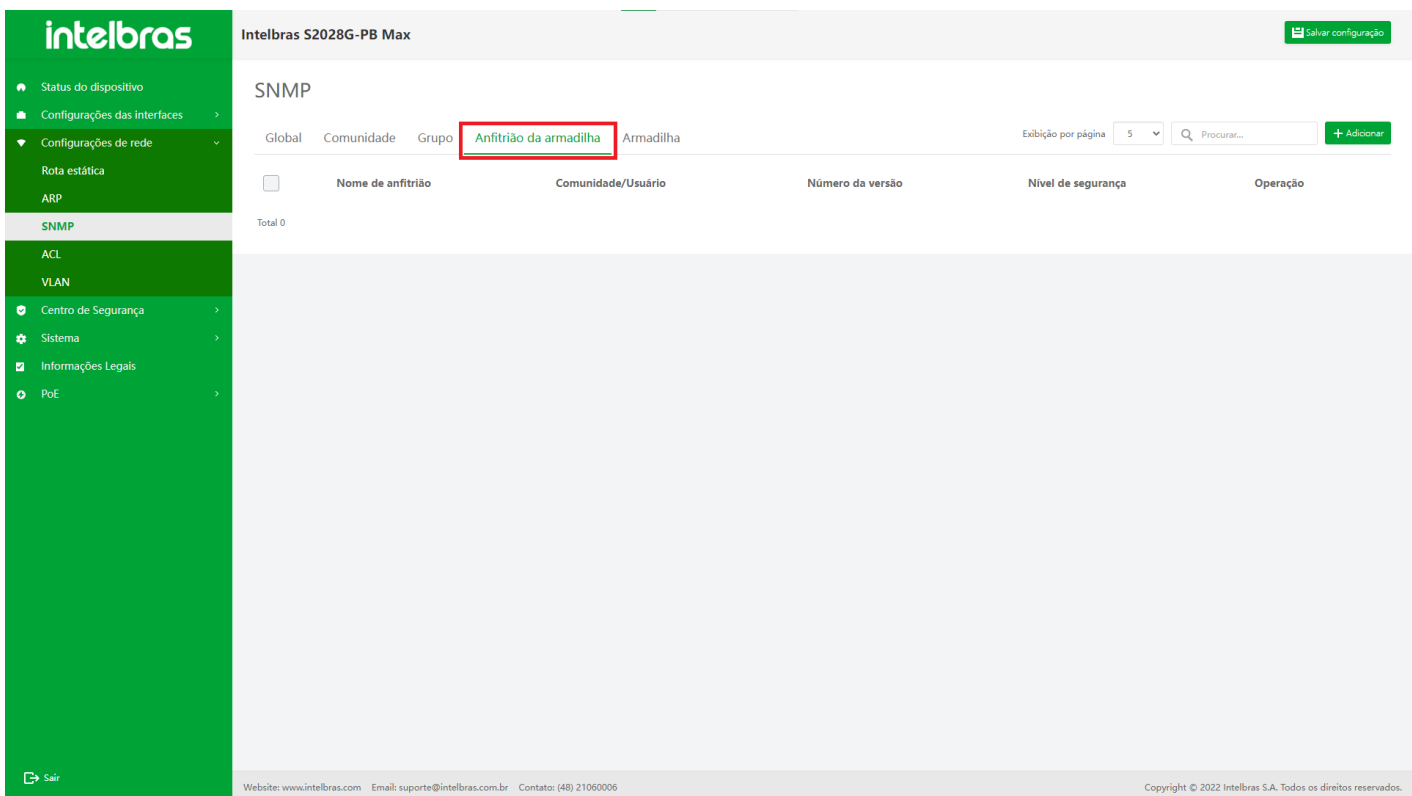 intelbras
Intelbras S2028G-PB Max
Salvar configuração
Status do dispositivo
Configurações das interfaces
Configurações de rede
Rota estática
ARP
SNMP
ACL
VLAN
Centro de Segurança
Sistema
Informações Legais
PoE
Sair
SNMP
Global Comunidade Grupo Anfitrião da armadilha Armadilha
Exibição por página 5 Procurar... + Adicionar
Nome de anfitrião Comunidade/Usuário Número da versão Nível de segurança Operação
Total 0
Website: www.intelbras.com Email: suporte@intelbras.com.br Contato: (48) 21060006
Copyright © 2022 Intelbras S.A. Todos os direitos reservados.